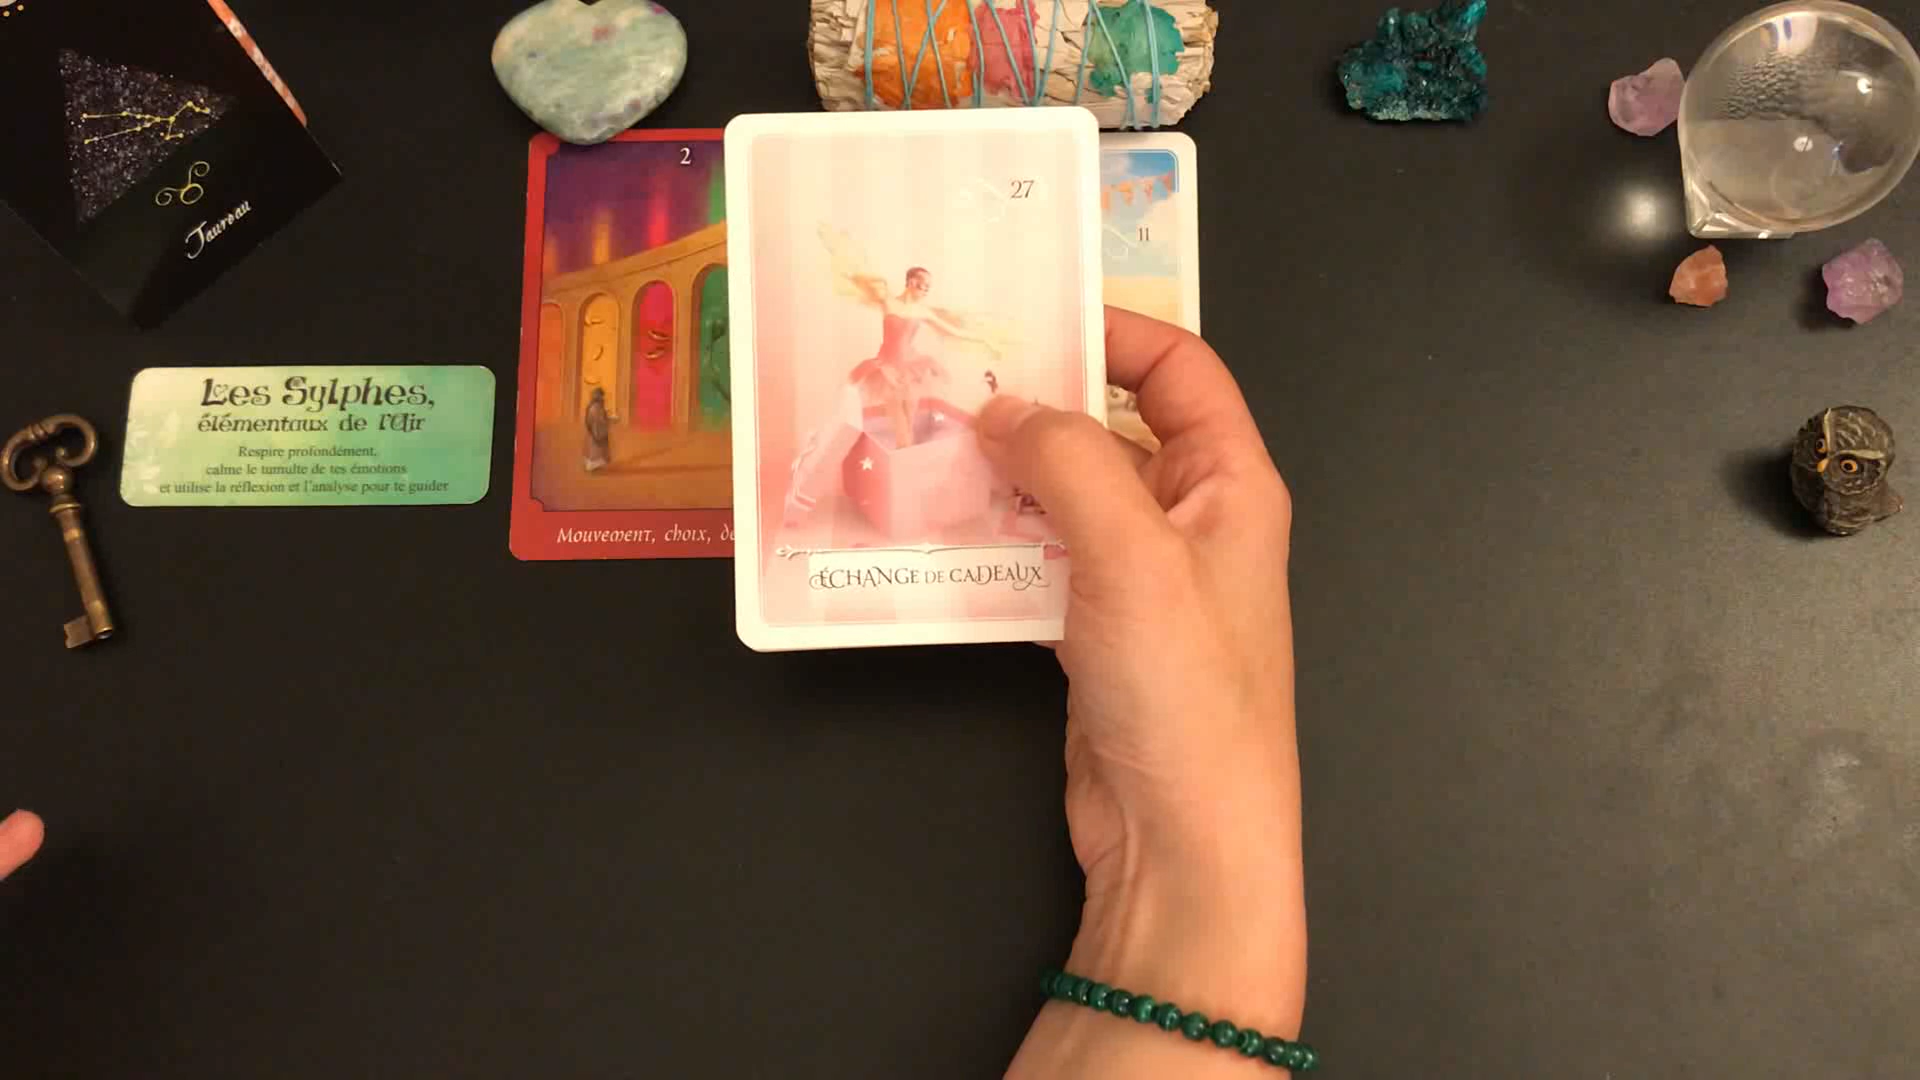 Taureau
Les Sylphes,
élémentaux de l'Air
Respire profondément,
calme le tumulte de tes émotions
et utilise la réflexion et l'analyse pour te guider
2
Mouvement, choix, dé
27
ÉCHANGE DE CADEAUX
11